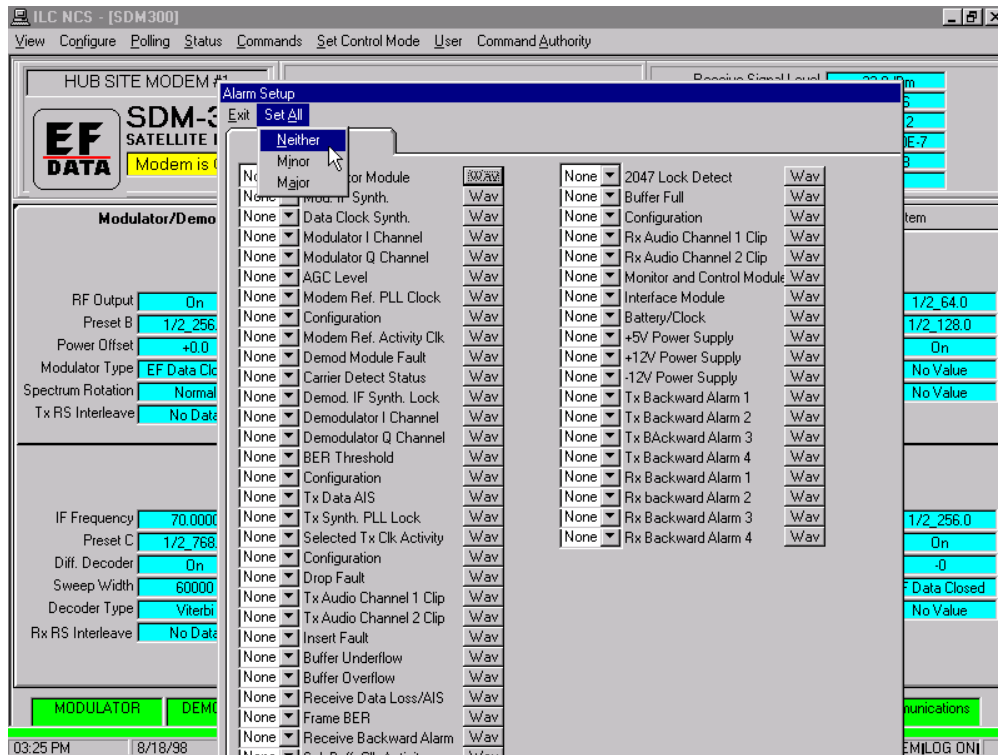 ILC NCS - [SDM300]
View Configure Polling Status Commands Set Control Mode User Command Authority
HUB SITE MODEM #1
EF DATA
SDM-3
SATELLITE
Modem is
Receive Signal Level
Alarm Setup
Exit Set All
Neither
Minor
Major
Module Wav
None Mod. IF Synth. Wav
None Data Clock Synth. Wav
None Modulator I Channel Wav
None Modulator Q Channel Wav
None AGC Level Wav
None Modem Ref. PLL Clock Wav
None Configuration Wav
None Modem Ref. Activity Clk Wav
None Demod Module Fault Wav
None Carrier Detect Status Wav
None Demod. IF Synth. Lock Wav
None Demodulator I Channel Wav
None Demodulator Q Channel Wav
None BER Threshold Wav
None Configuration Wav
None Tx Data AIS Wav
None Tx Synth. PLL Lock Wav
None Selected Tx Clk Activity Wav
None Configuration Wav
None Drop Fault Wav
None Tx Audio Channel 1 Clip Wav
None Tx Audio Channel 2 Clip Wav
None Insert Fault Wav
None Buffer Underflow Wav
None Buffer Overflow Wav
None Receive Data Loss/AIS Wav
None Frame BER Wav
None Receive Backward Alarm Wav
None 2047 Lock Detect Wav
None Buffer Full Wav
None Configuration Wav
None Rx Audio Channel 1 Clip Wav
None Rx Audio Channel 2 Clip Wav
None Monitor and Control Module Wav
None Interface Module Wav
None Battery/Clock Wav
None +5V Power Supply Wav
None +12V Power Supply Wav
None -12V Power Supply Wav
None Tx Backward Alarm 1 Wav
None Tx Backward Alarm 2 Wav
None Tx BAckward Alarm 3 Wav
None Tx Backward Alarm 4 Wav
None Rx Backward Alarm 1 Wav
None Rx backward Alarm 2 Wav
None Rx Backward Alarm 3 Wav
None Rx Backward Alarm 4 Wav
Modulator/Demo
tem
RF Output On
Preset B 1/2_256.
Power Offset +0.0
Modulator Type EF Data Clo
Spectrum Rotation Normal
Tx RS Interleave No Data
1/2_64.0
1/2_128.0
On
No Value
No Value
IF Frequency 70.0000
Preset C 1/2_768.
Diff. Decoder On
Sweep Width 60000
Decoder Type Viterbi
Rx RS Interleave No Data
1/2_256.0
On
-0
F Data Closed
No Value
MODULATOR
DEMO
munications
03:25 PM 8/18/98
EM LOG ON